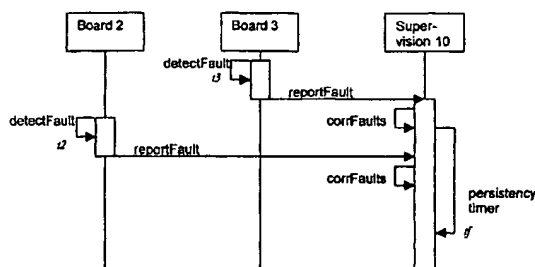 Board 2
Board 3
Super-
vision 10
detectFault
t3
reportFault
detectFault
t2
corrFaults
reportFault
corrFaults
persistency
timer
tf